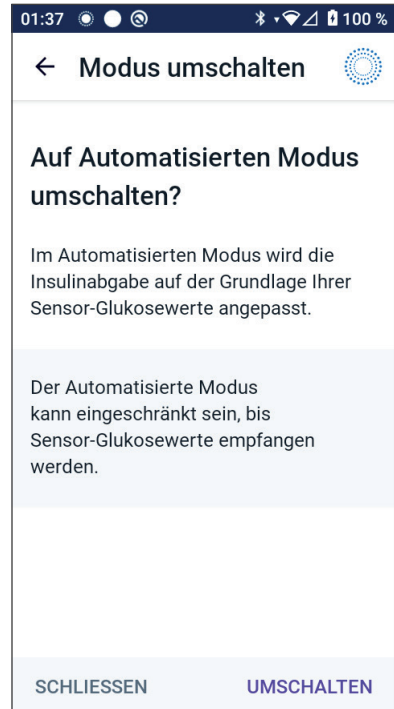 01:37 100 %
Modus umschalten
Auf Automatisierten Modus
umschalten?
Im Automatisierten Modus wird die
Insulinabgabe auf der Grundlage Ihrer
Sensor-Glukosewerte angepasst.
Der Automatisierte Modus
kann eingeschränkt sein, bis
Sensor-Glukosewerte empfangen
werden.
SCHLIESSEN UMSCHALTEN